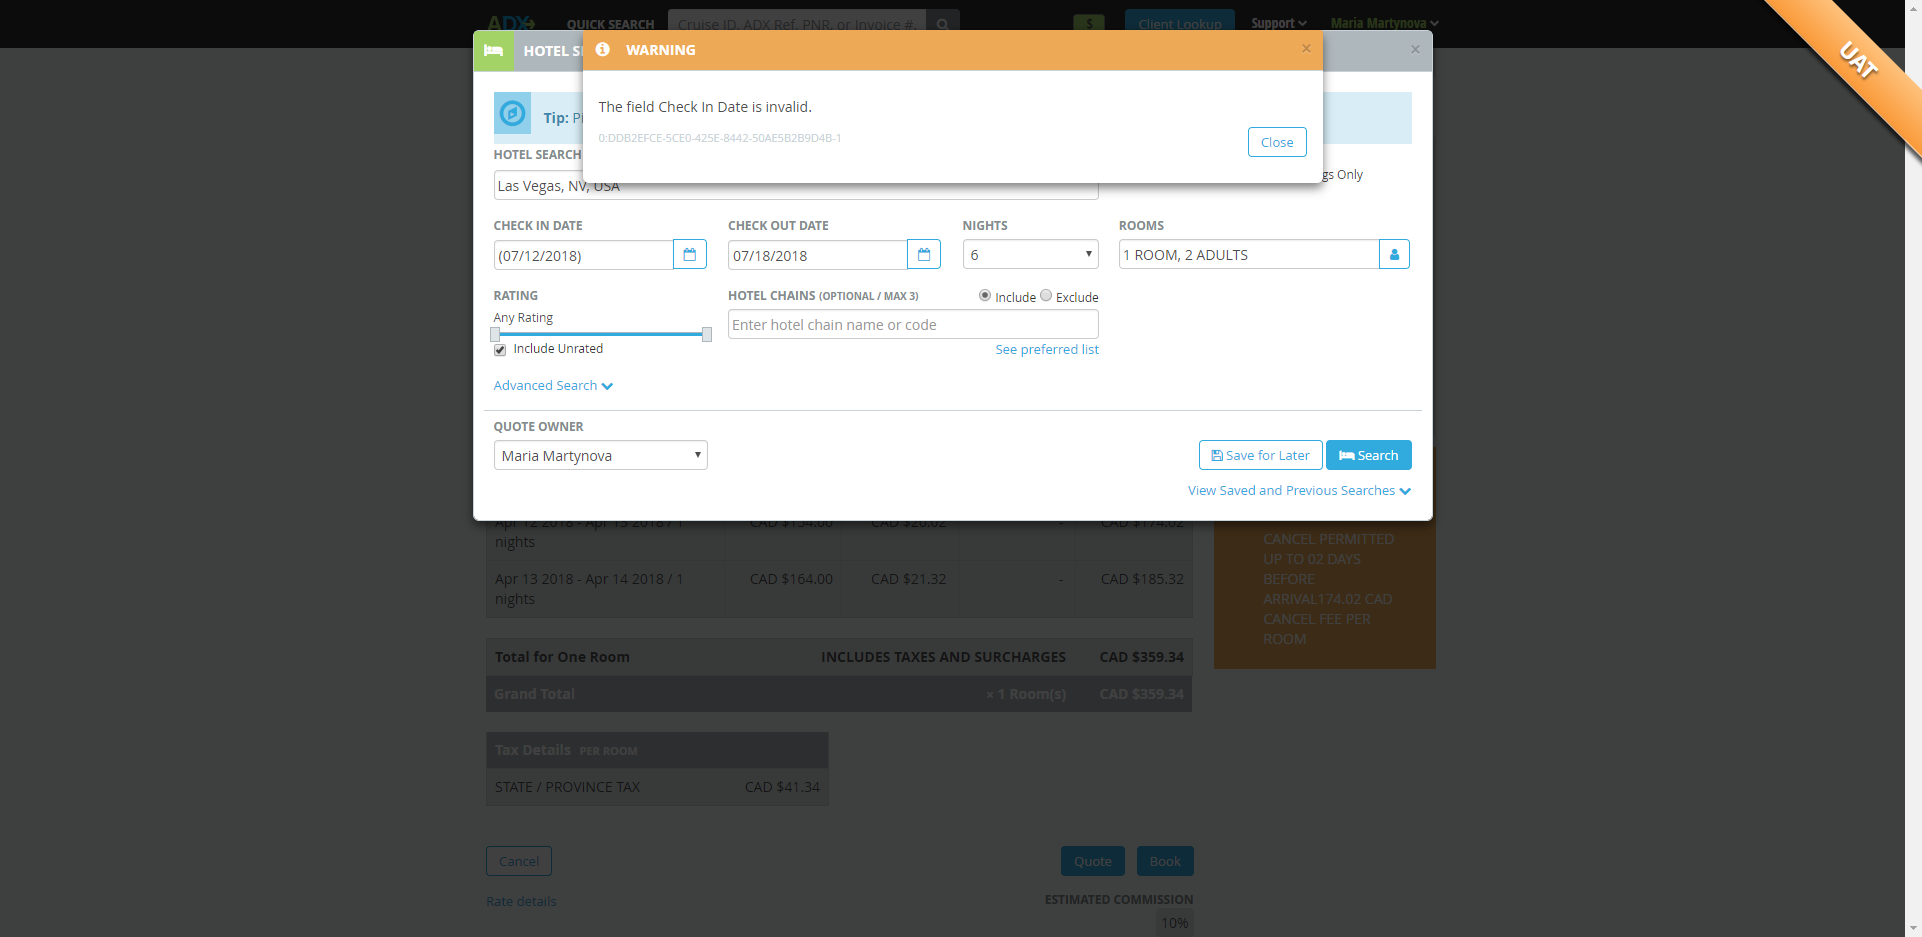 ADX
QUICK SEARCH
Cruise ID, ADX Ref, PNR, or Invoice #
$
Client Lookup
Support
Maria Martynova
UAT
HOTEL S
WARNING
×
×
The field Check In Date is invalid.
0:DDB2EFCE-5CE0-425E-8442-50AE5B2B9D4B-1
Close
Tip: P
HOTEL SEARCH
Las Vegas, NV, USA
gs Only
CHECK IN DATE
CHECK OUT DATE
NIGHTS
ROOMS
(07/12/2018)
07/18/2018
6
1 ROOM, 2 ADULTS
RATING
HOTEL CHAINS (OPTIONAL / MAX 3)
Include
Exclude
Any Rating
Enter hotel chain name or code
Include Unrated
See preferred list
Advanced Search
QUOTE OWNER
Maria Martynova
Save for Later
Search
View Saved and Previous Searches
Apr 12 2018 - Apr 13 2018 / 1
nights
CAD $154.00
CAD $20.02
-
CAD $174.02
Apr 13 2018 - Apr 14 2018 / 1
nights
CAD $164.00
CAD $21.32
-
CAD $185.32
CANCEL PERMITTED
UP TO 02 DAYS
BEFORE
ARRIVAL174.02 CAD
CANCEL FEE PER
ROOM
Total for One Room
INCLUDES TAXES AND SURCHARGES
CAD $359.34
Grand Total
× 1 Room(s)
CAD $359.34
Tax Details PER ROOM
STATE / PROVINCE TAX
CAD $41.34
Cancel
Quote
Book
Rate details
ESTIMATED COMMISSION
10%